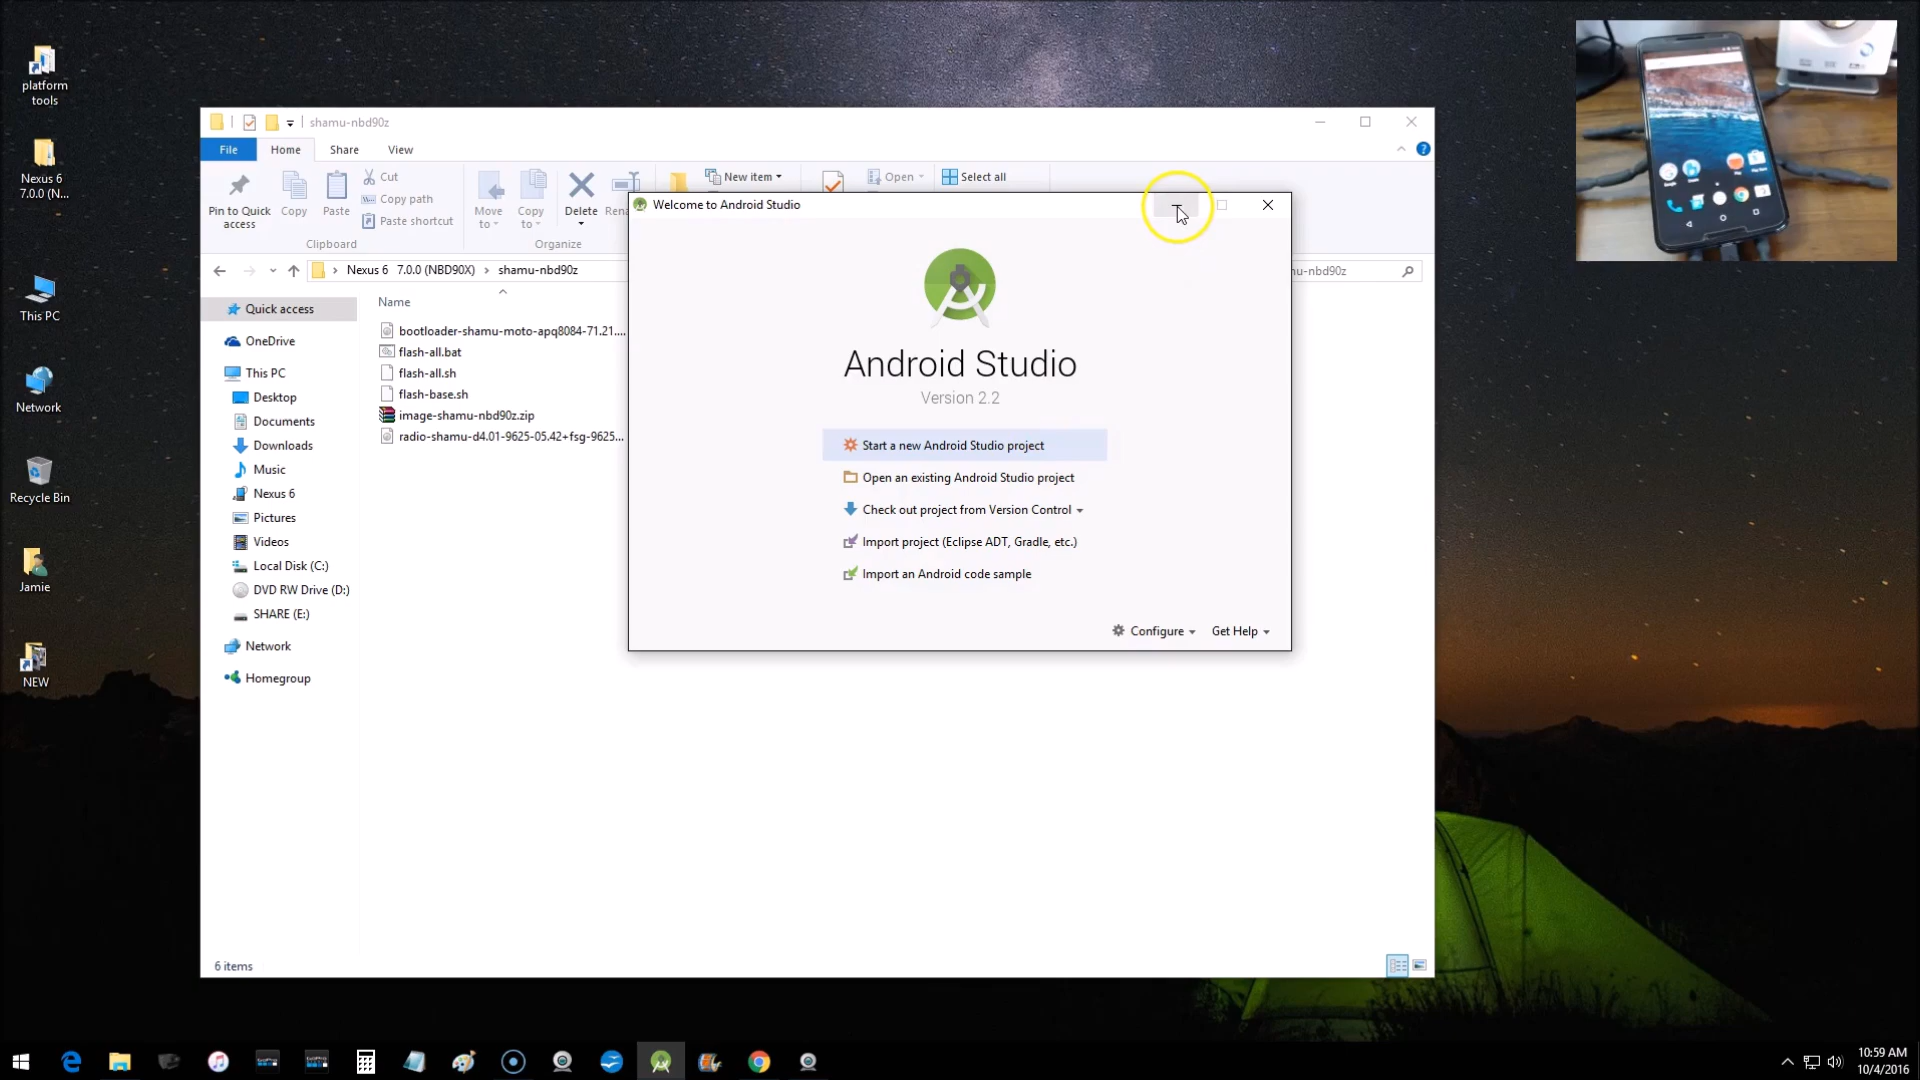 platform
tools
Nexus 6
7.0.0 (N...
This PC
Network
Recycle Bin
Jamie
NEW
shamu-nbd90z
File
Home
Share
View
Pin to Quick
access
Copy
Paste
Cut
Copy path
Paste shortcut
Clipboard
Move
to
Copy
to
Delete
Rena
Organize
New item
Open
Select all
Nexus 6 7.0.0 (NBD90X)
shamu-nbd90z
mu-nbd90z
Quick access
OneDrive
This PC
Desktop
Documents
Downloads
Music
Nexus 6
Pictures
Videos
Local Disk (C:)
DVD RW Drive (D:)
SHARE (E:)
Network
Homegroup
Name
bootloader-shamu-moto-apq8084-71.21....
flash-all.bat
flash-all.sh
flash-base.sh
image-shamu-nbd90z.zip
radio-shamu-d4.01-9625-05.42+fsg-9625...
6 items
Welcome to Android Studio
Android Studio
Version 2.2
Start a new Android Studio project
Open an existing Android Studio project
Check out project from Version Control
Import project (Eclipse ADT, Gradle, etc.)
Import an Android code sample
Configure
Get Help
10:59 AM
10/4/2016